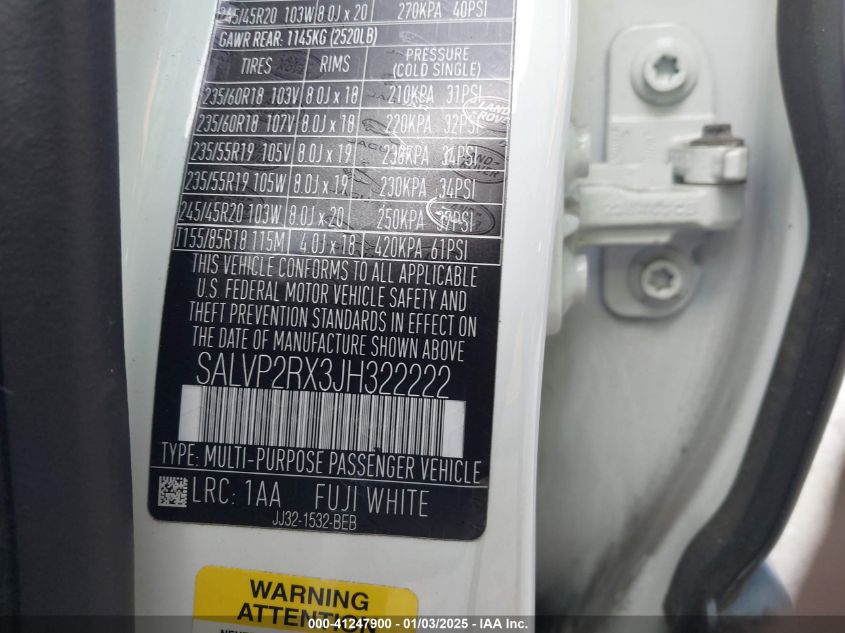 245/45R20 103W 8.0J x 20 270KPA 40PSI
GAWR REAR: 1145KG (2520LB)
TIRES RIMS PRESSURE (COLD SINGLE)
235/60R18 103V 8.0J x 18 210KPA 31PSI
235/60R18 107V 8.0J x 18 220KPA 32PSI
235/55R19 105V 8.0J x 19 230KPA 34PSI
235/55R19 105W 8.0J x 19 230KPA 34PSI
245/45R20 103W 8.0J x 20 250KPA 37PSI
T155/85R18 115M 4.0J x 18 420KPA 61PSI
THIS VEHICLE CONFORMS TO ALL APPLICABLE
U.S. FEDERAL MOTOR VEHICLE SAFETY AND
THEFT PREVENTION STANDARDS IN EFFECT ON
THE DATE OF MANUFACTURE SHOWN ABOVE
SALVP2RX3JH322222
TYPE: MULTI-PURPOSE PASSENGER VEHICLE
LRC: 1AA FUJI WHITE
JJ32-1532-BEB
WARNING
ATTENTION
000-41247900 - 01/03/2025 - IAA Inc.